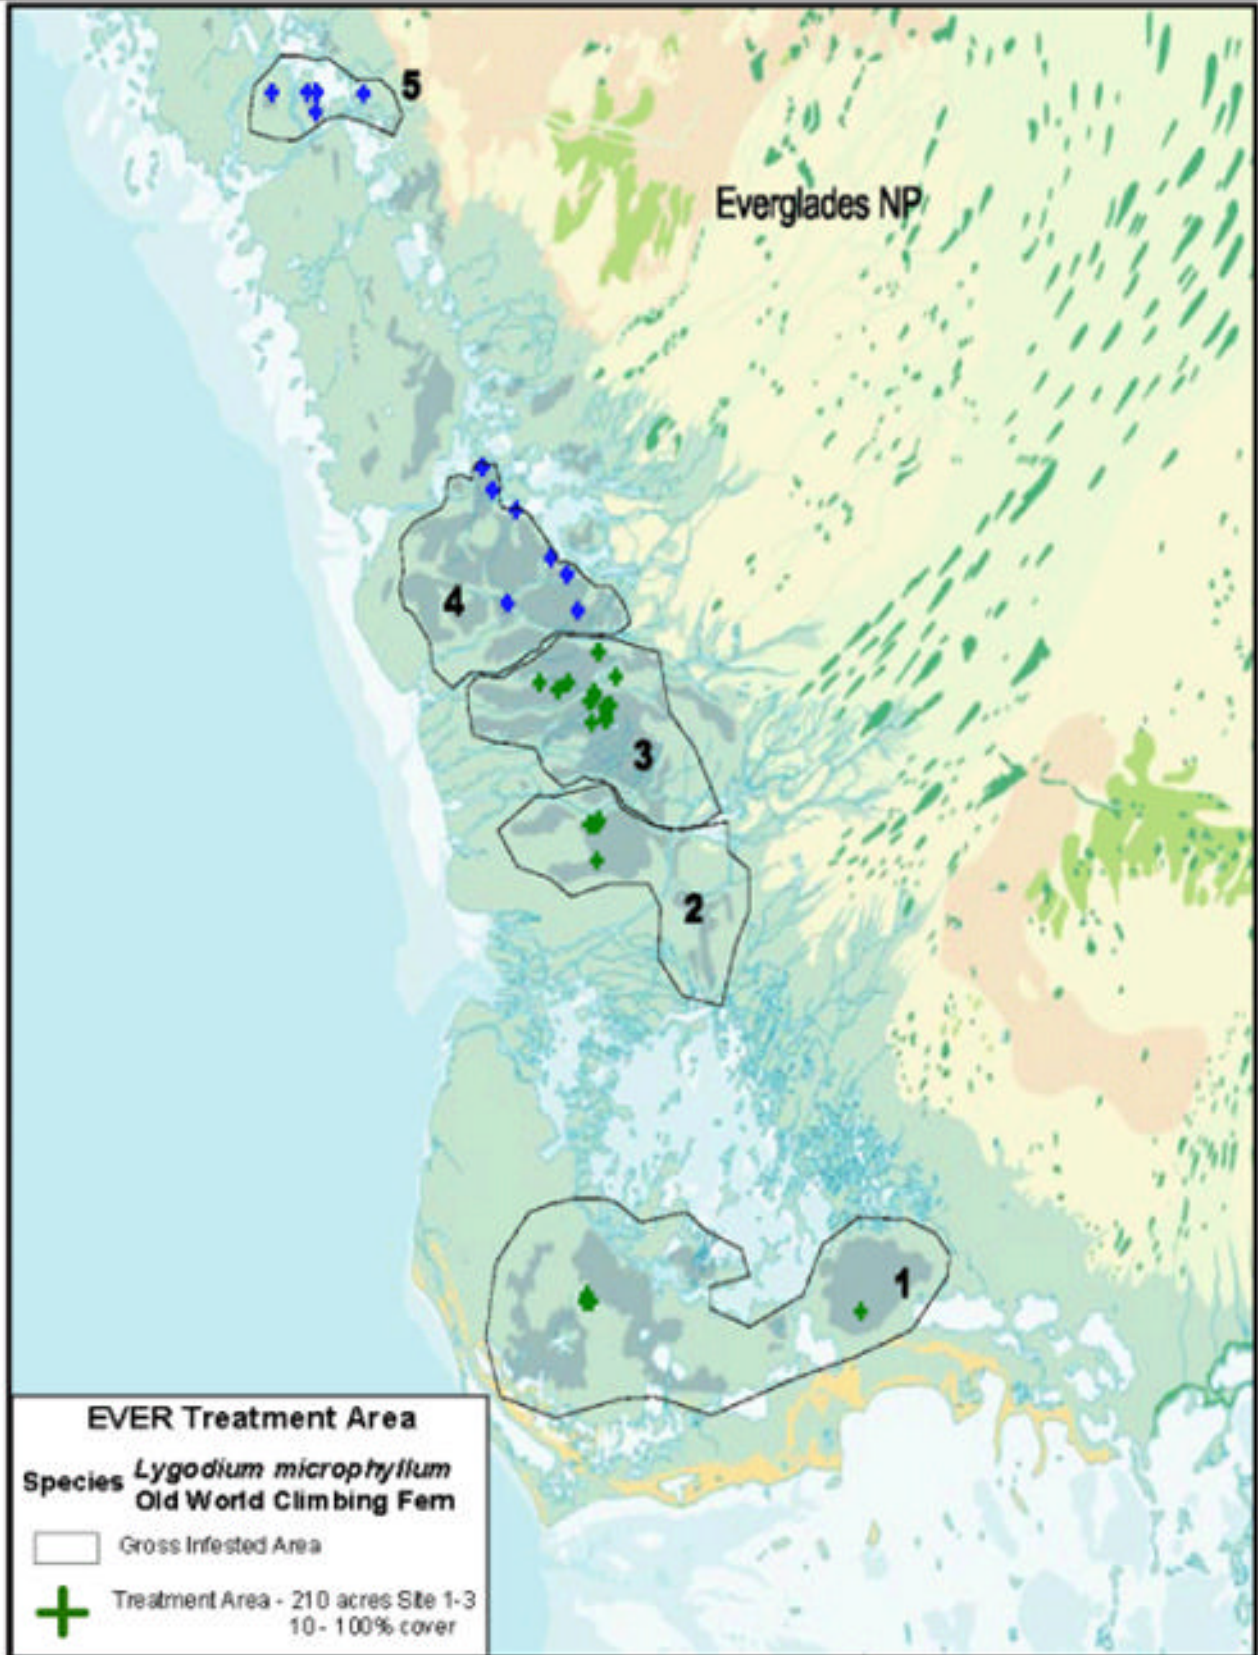 5
Everglades NP
4
3
2
1
EVER Treatment Area
Species Lygodium microphyllum
Old World Climbing Fern
Gross Infested Area
Treatment Area - 210 acres Site 1-3
10- 100% cover